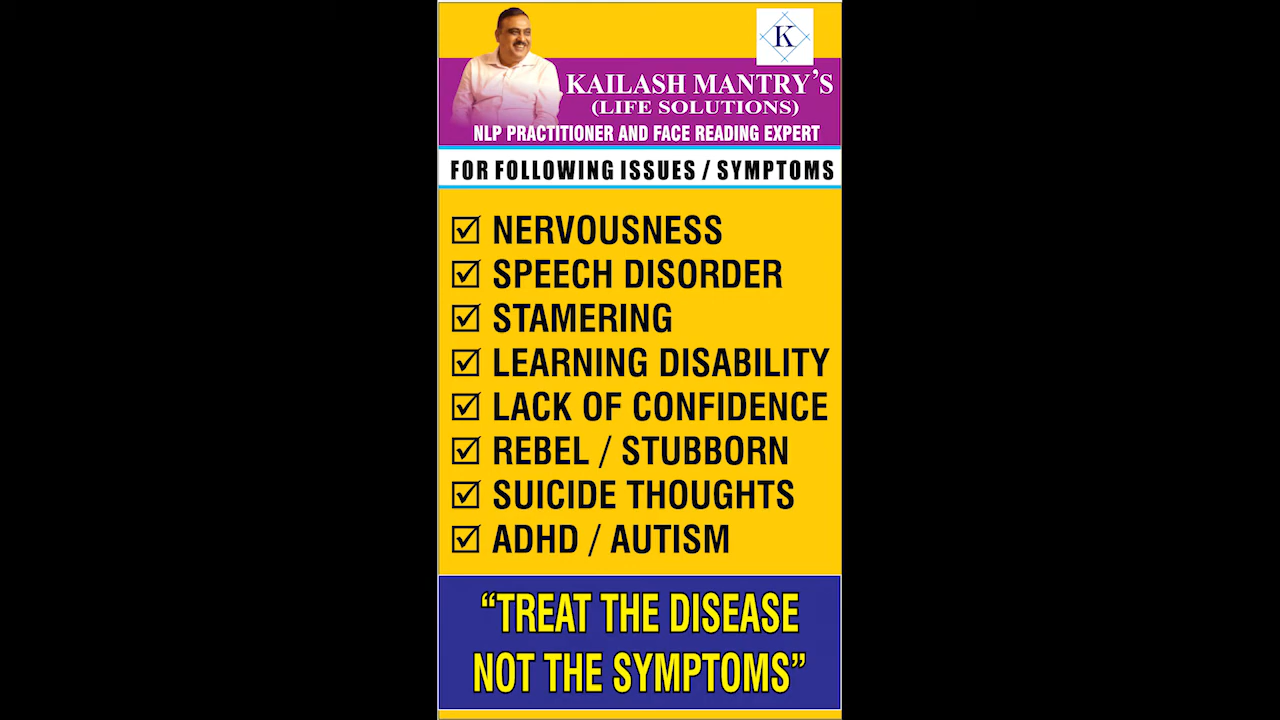 K
KAILASH MANTRY'S
(LIFE SOLUTIONS)
NLP PRACTITIONER AND FACE READING EXPERT
FOR FOLLOWING ISSUES / SYMPTOMS
☑ NERVOUSNESS
☑ SPEECH DISORDER
☑ STAMERING
☑ LEARNING DISABILITY
☑ LACK OF CONFIDENCE
☑ REBEL / STUBBORN
☑ SUICIDE THOUGHTS
☑ ADHD / AUTISM
“TREAT THE DISEASE
NOT THE SYMPTOMS”